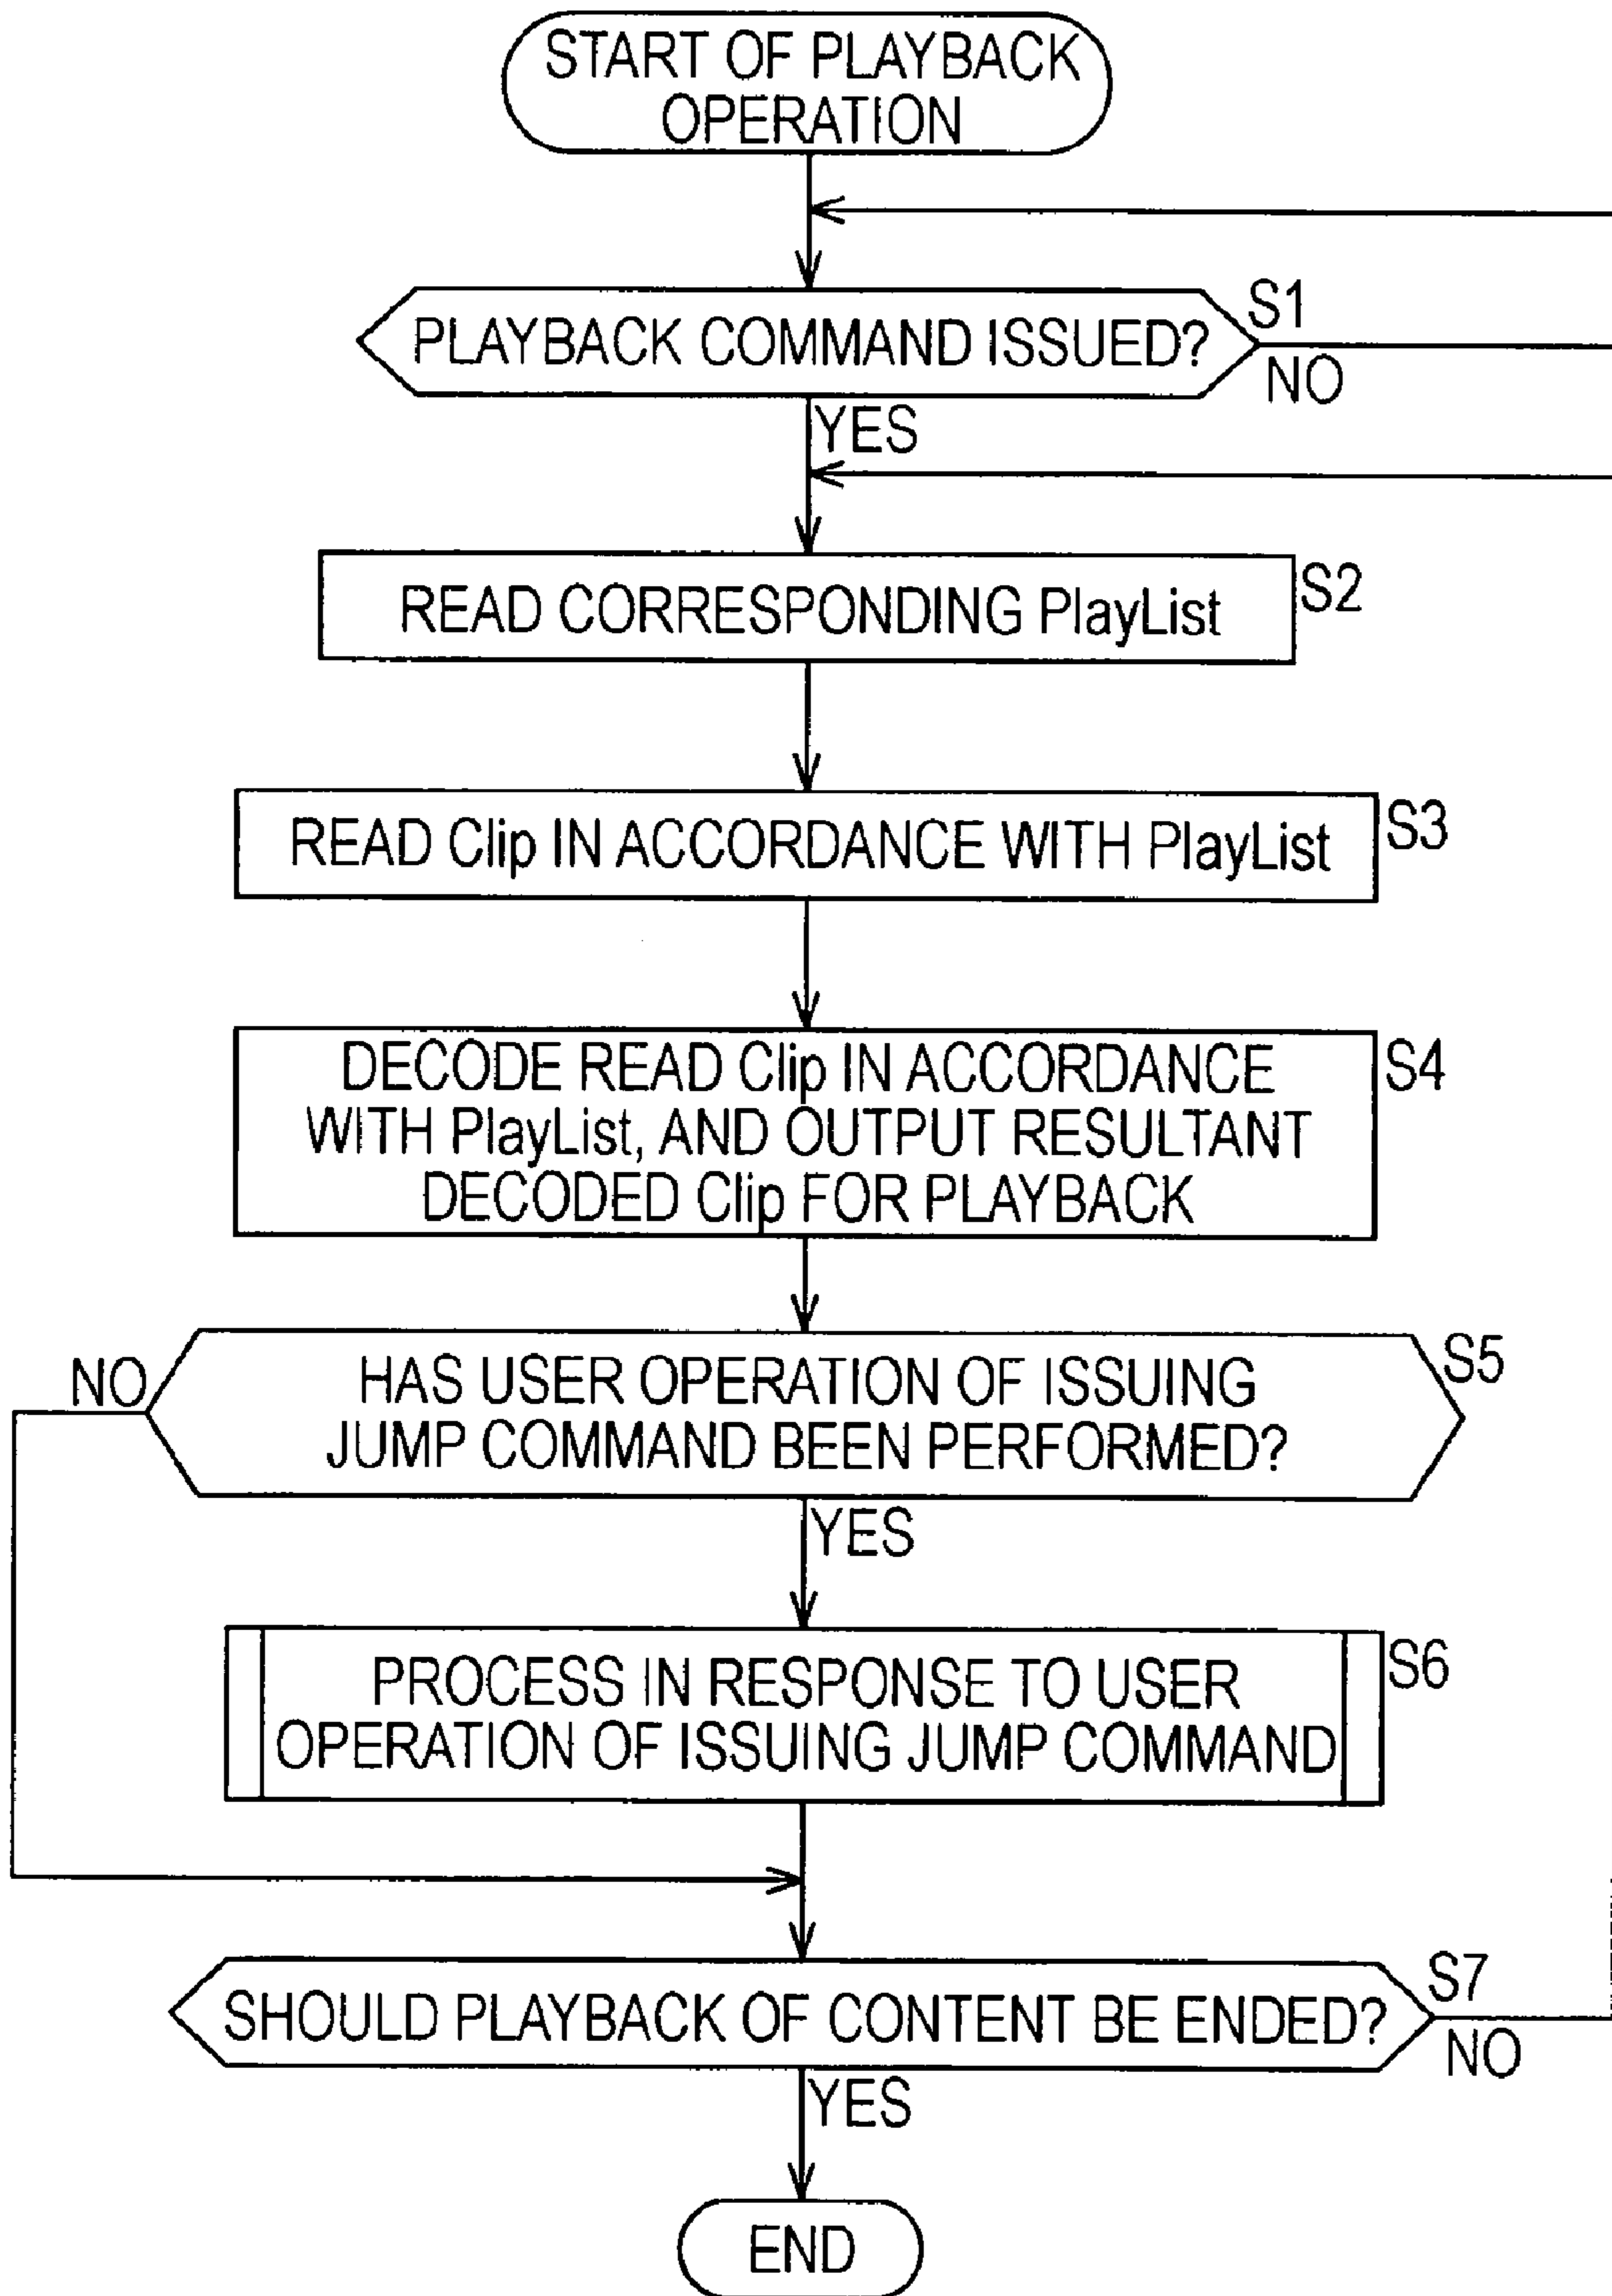 START OF PLAYBACK
OPERATION
PLAYBACK COMMAND ISSUED?
S1
NO
YES
READ CORRESPONDING PlayList
S2
READ Clip IN ACCORDANCE WITH PlayList
S3
DECODE READ Clip IN ACCORDANCE
WITH PlayList, AND OUTPUT RESULTANT
DECODED Clip FOR PLAYBACK
S4
NO
HAS USER OPERATION OF ISSUING
JUMP COMMAND BEEN PERFORMED?
S5
YES
PROCESS IN RESPONSE TO USER
OPERATION OF ISSUING JUMP COMMAND
S6
SHOULD PLAYBACK OF CONTENT BE ENDED?
S7
NO
YES
END